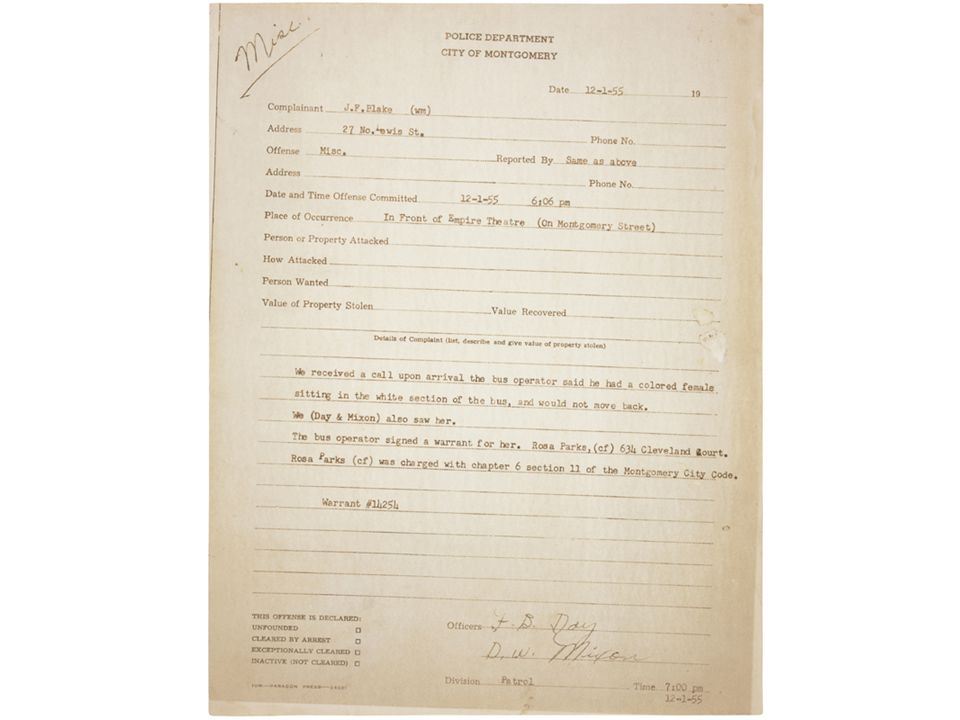 Misc.
POLICE DEPARTMENT
CITY OF MONTGOMERY
Date 12-1-55 19
Complainant J.F.Blake (wm)
Address 27 No.Lewis St. Phone No.
Offense Misc. Reported By Same as above
Address Phone No.
Date and Time Offense Committed 12-1-55 6:06 pm
Place of Occurrence In Front of Empire Theatre (On Montgomery Street)
Person or Property Attacked
How Attacked
Person Wanted
Value of Property Stolen Value Recovered
Details of Complaint (list, describe and give value of property stolen)
We received a call upon arrival the bus operator said he had a colored female
sitting in the white section of the bus, and would not move back.
We (Day & Mixon) also saw her.
The bus operator signed a warrant for her. Rosa Parks,(cf) 634 Cleveland Court.
Rosa Parks (cf) was charged with chapter 6 section 11 of the Montgomery City Code.
Warrant #14254
THIS OFFENSE IS DECLARED:
UNFOUNDED
CLEARED BY ARREST
EXCEPTIONALLY CLEARED
INACTIVE (NOT CLEARED)
Officers F. B. Day
D. W. Mixon
Division Patrol Time 7:00 pm
12-1-55
PARAGON PRESS